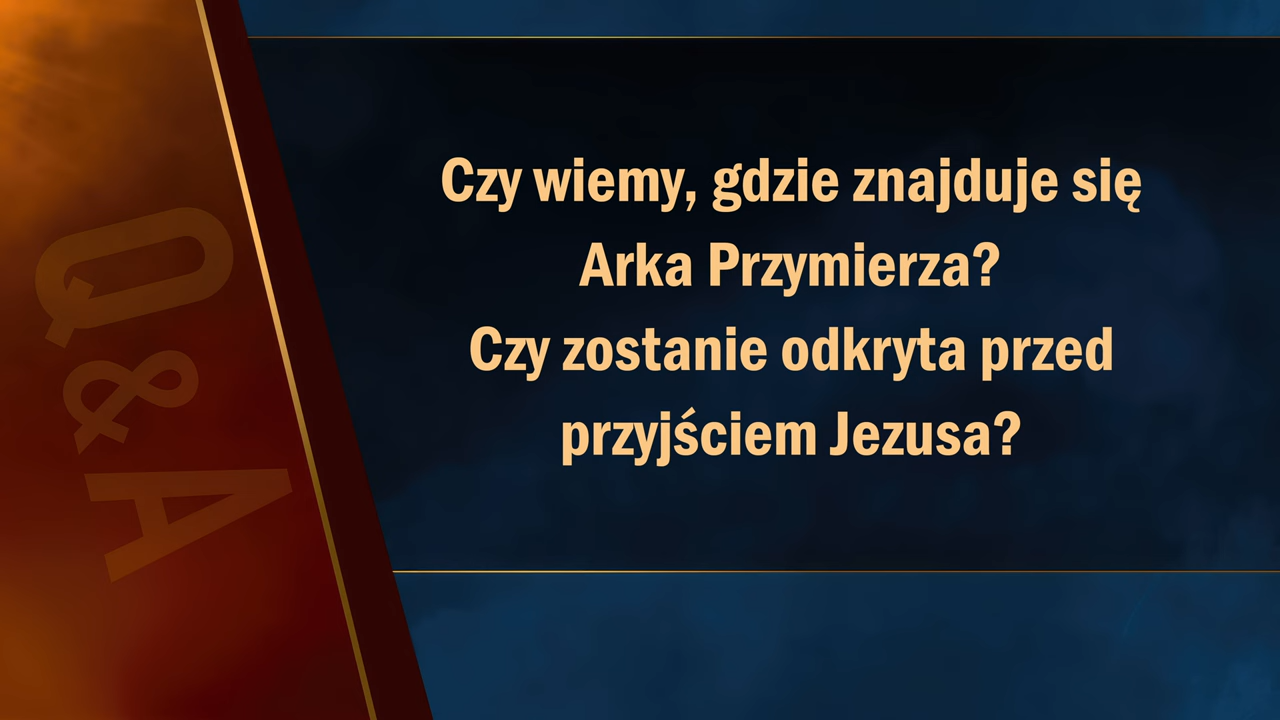 Czy wiemy, gdzie znajduje się
Arka Przymierza?
Czy zostanie odkryta przed
przyjściem Jezusa?
Q & A